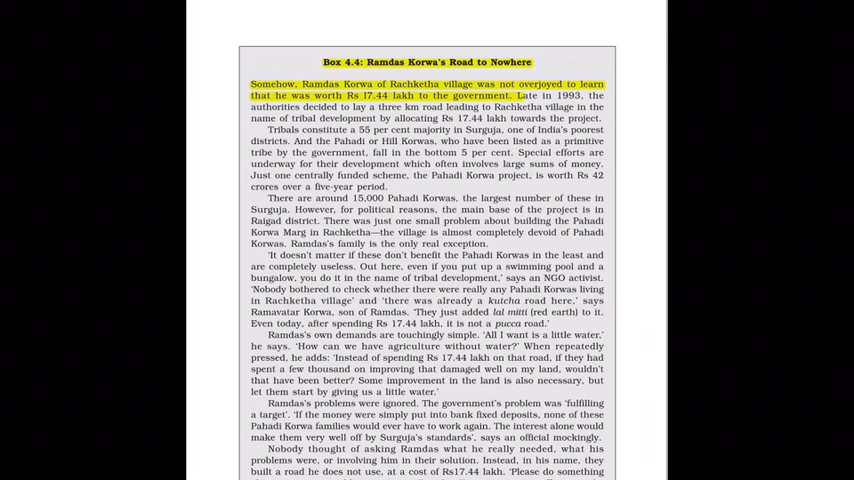 Box 4.4: Ramdas Korwa's Road to Nowhere
Somehow, Ramdas Korwa of Rachketha village was not overjoyed to learn
that he was worth Rs 17.44 lakh to the government. Late in 1993, the
authorities decided to lay a three km road leading to Rachketha village in the
name of tribal development by allocating Rs 17.44 lakh towards the project.
Tribals constitute a 55 per cent majority in Surguja, one of India's poorest
districts. And the Pahadi or Hill Korwas, who have been listed as a primitive
tribe by the government, fall in the bottom 5 per cent. Special efforts are
underway for their development which often involves large sums of money.
Just one centrally funded scheme, the Pahadi Korwa project, is worth Rs 42
crores over a five-year period.
There are around 15,000 Pahadi Korwas, the largest number of these in
Surguja. However, for political reasons, the main base of the project is in
Raigad district. There was just one small problem about building the Pahadi
Korwa Marg in Rachketha—the village is almost completely devoid of Pahadi
Korwas. Ramdas's family is the only real exception.
'It doesn't matter if these don't benefit the Pahadi Korwas in the least and
are completely useless. Out here, even if you put up a swimming pool and a
bungalow, you do it in the name of tribal development,' says an NGO activist.
'Nobody bothered to check whether there were really any Pahadi Korwas living
in Rachketha village' and 'there was already a kutcha road here,' says
Ramavatar Korwa, son of Ramdas. 'They just added lal mitti (red earth) to it.
Even today, after spending Rs 17.44 lakh, it is not a pucca road.'
Ramdas's own demands are touchingly simple. 'All I want is a little water,'
he says. 'How can we have agriculture without water?' When repeatedly
pressed, he adds: 'Instead of spending Rs 17.44 lakh on that road, if they had
spent a few thousand on improving that damaged well on my land, wouldn't
that have been better? Some improvement in the land is also necessary, but
let them start by giving us a little water.'
Ramdas's problems were ignored. The government's problem was 'fulfilling
a target'. 'If the money were simply put into bank fixed deposits, none of these
Pahadi Korwa families would ever have to work again. The interest alone would
make them very well off by Surguja's standards', says an official mockingly.
Nobody thought of asking Ramdas what he really needed, what his
problems were, or involving him in their solution. Instead, in his name, they
built a road he does not use, at a cost of Rs17.44 lakh. 'Please do something